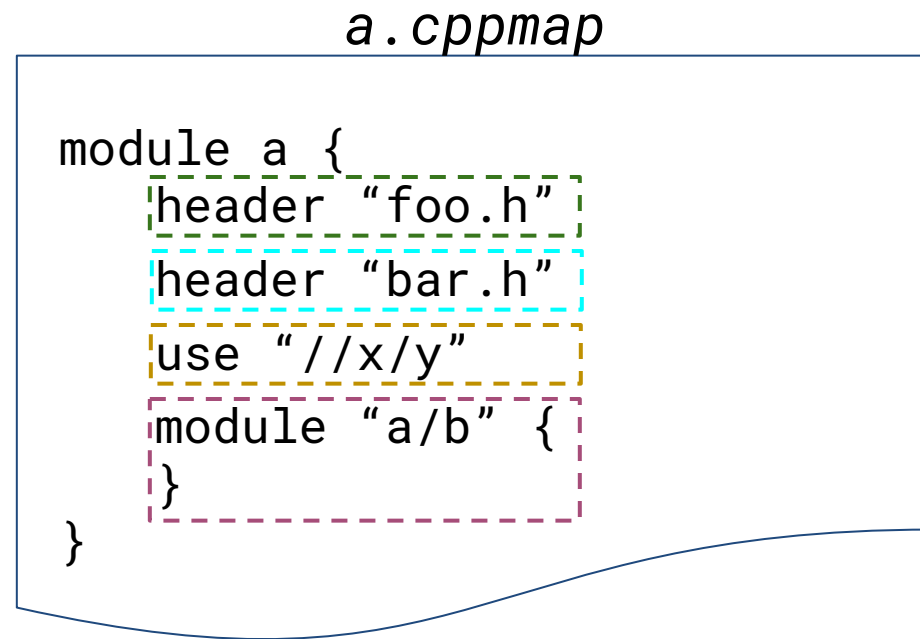 a.cppmap
module a {
header “foo.h”
header “bar.h”
use “//x/y”
module “a/b” {
}
}